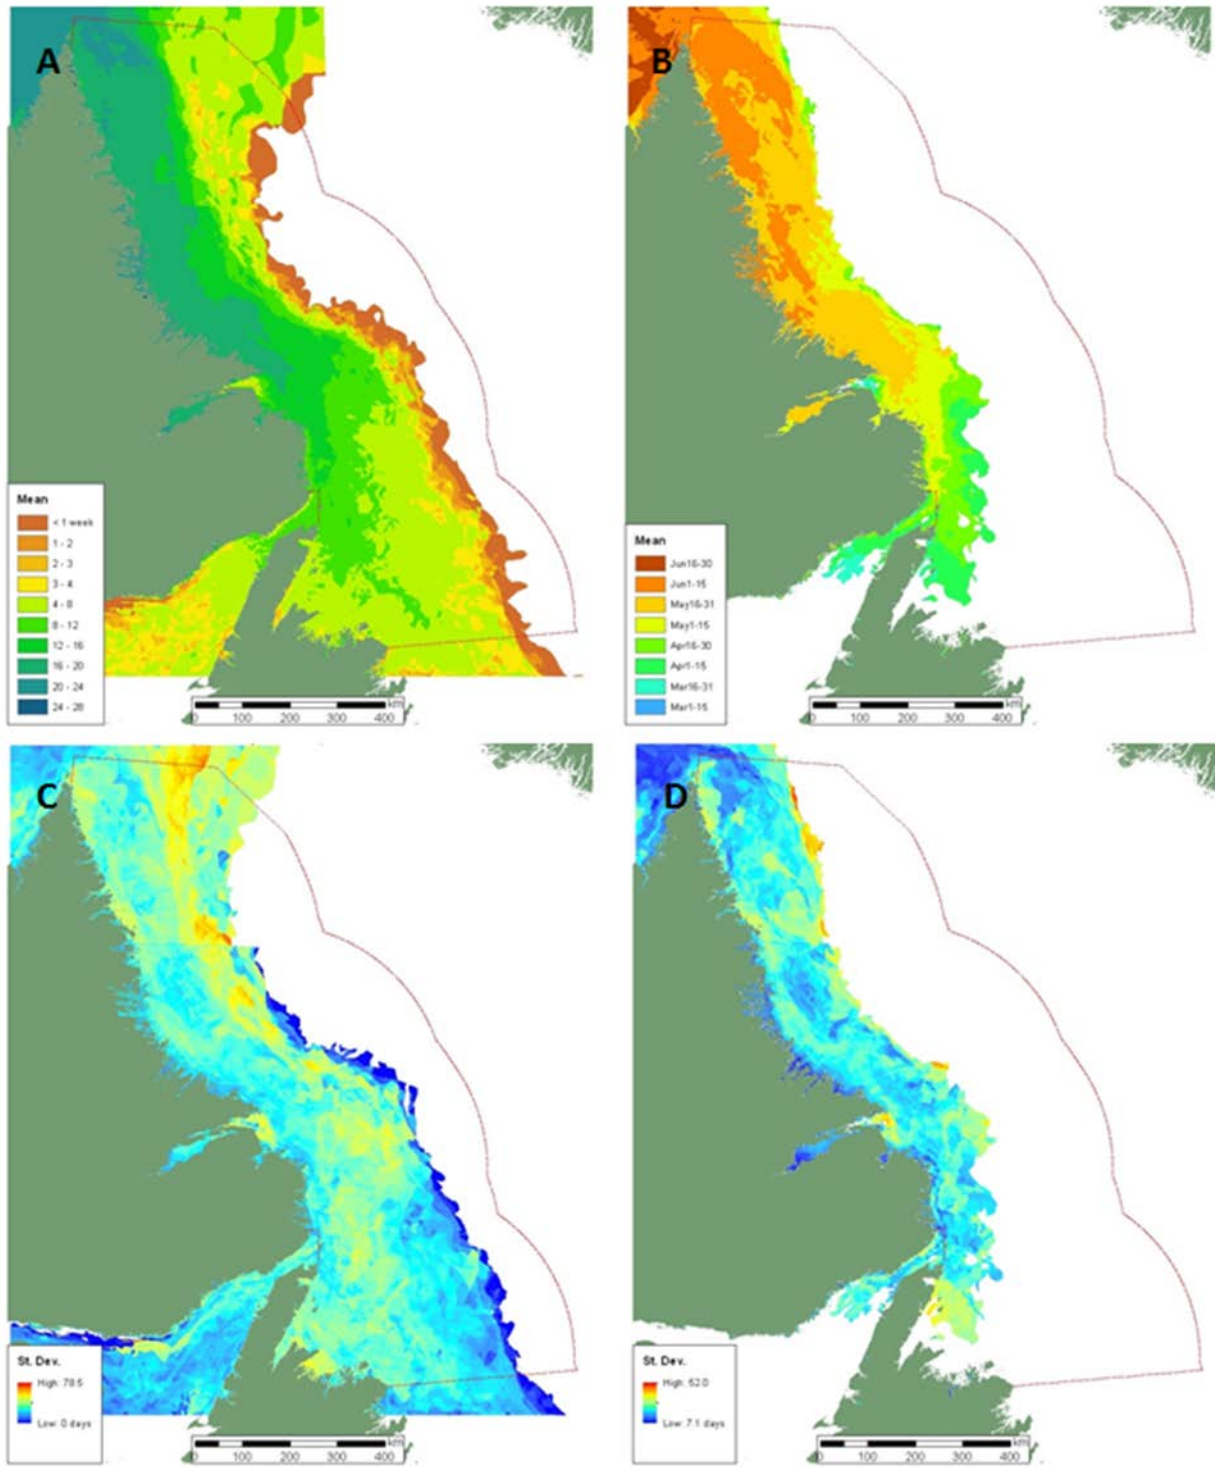 A
Mean
< 1 week
1 - 2
2 - 3
3 - 4
4 - 8
8 - 12
12 - 16
16 - 20
20 - 24
24 - 28
km
0 100 200 300 400
B
Mean
Jun16-30
Jun1-15
May16-31
May1-15
Apr16-30
Apr1-15
Mar16-31
Mar1-15
km
0 100 200 300 400
C
St. Dev.
High: 78.5
Low: 0 days
km
0 100 200 300 400
D
St. Dev.
High: 52.0
Low: 7.1 days
km
0 100 200 300 400